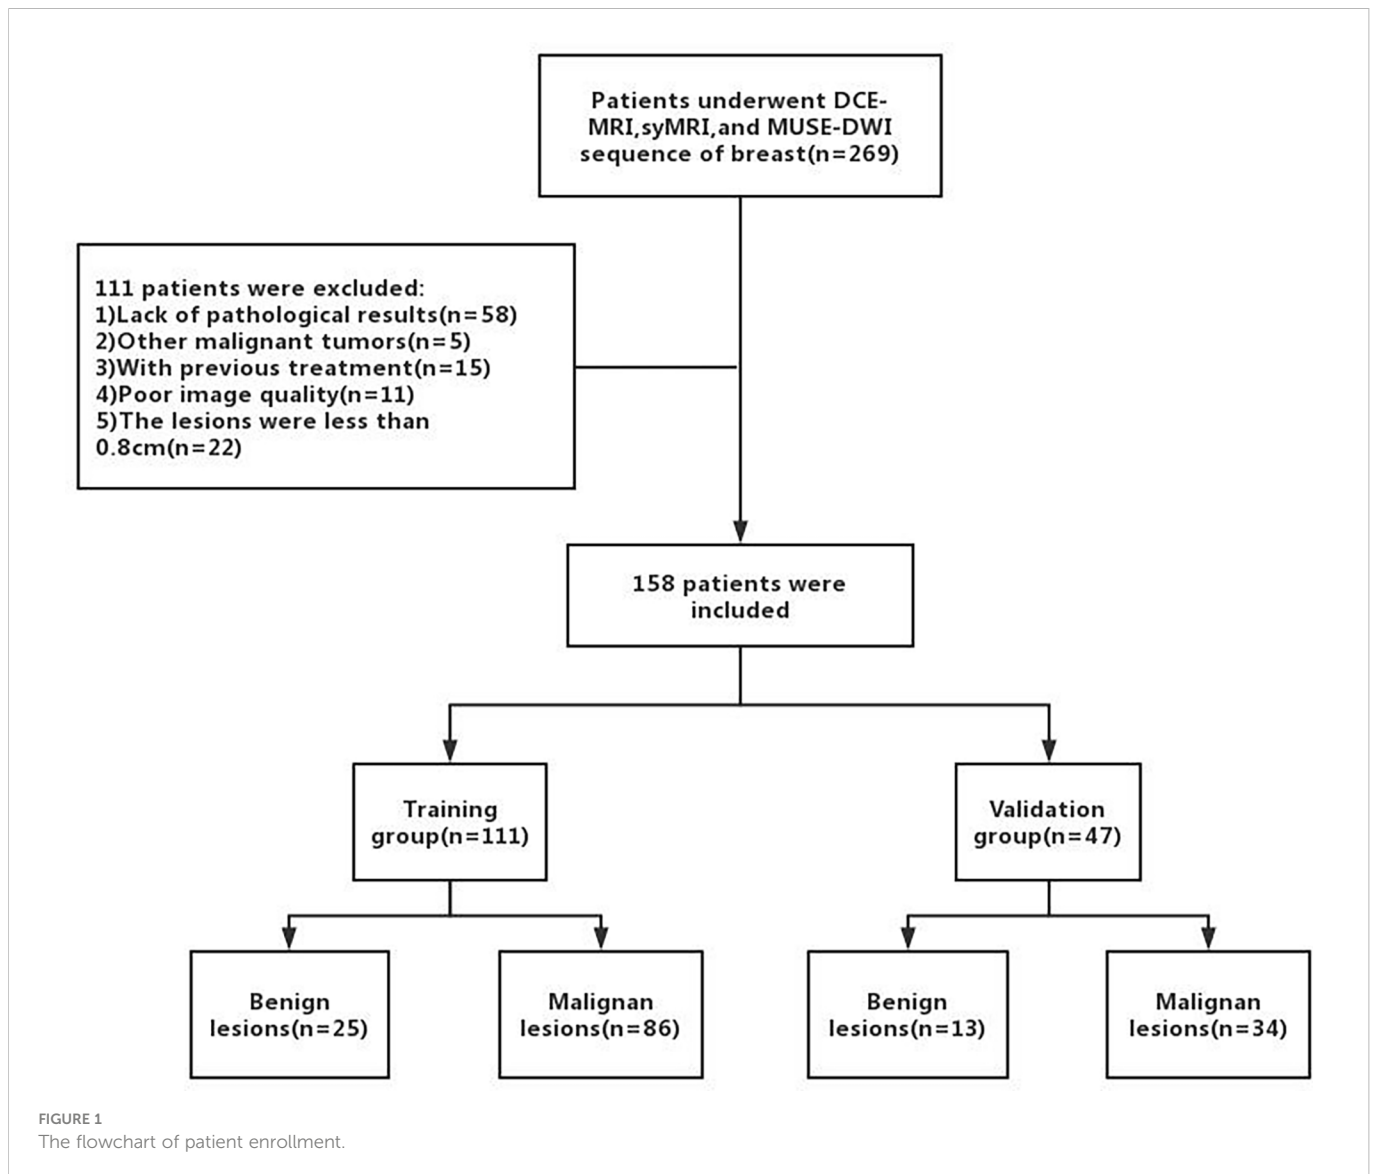 Patients underwent DCE-
MRI,syMRI,and MUSE-DWI
sequence of breast(n=269)
111 patients were excluded:
1)Lack of pathological results(n=58)
2)Other malignant tumors(n=5)
3)With previous treatment(n=15)
4)Poor image quality(n=11)
5)The lesions were less than
0.8cm(n=22)
158 patients were
included
Training
group(n=111)
Validation
group(n=47)
Benign
lesions(n=25)
Malignan
lesions(n=86)
Benign
lesions(n=13)
Malignan
lesions(n=34)
FIGURE 1
The flowchart of patient enrollment.